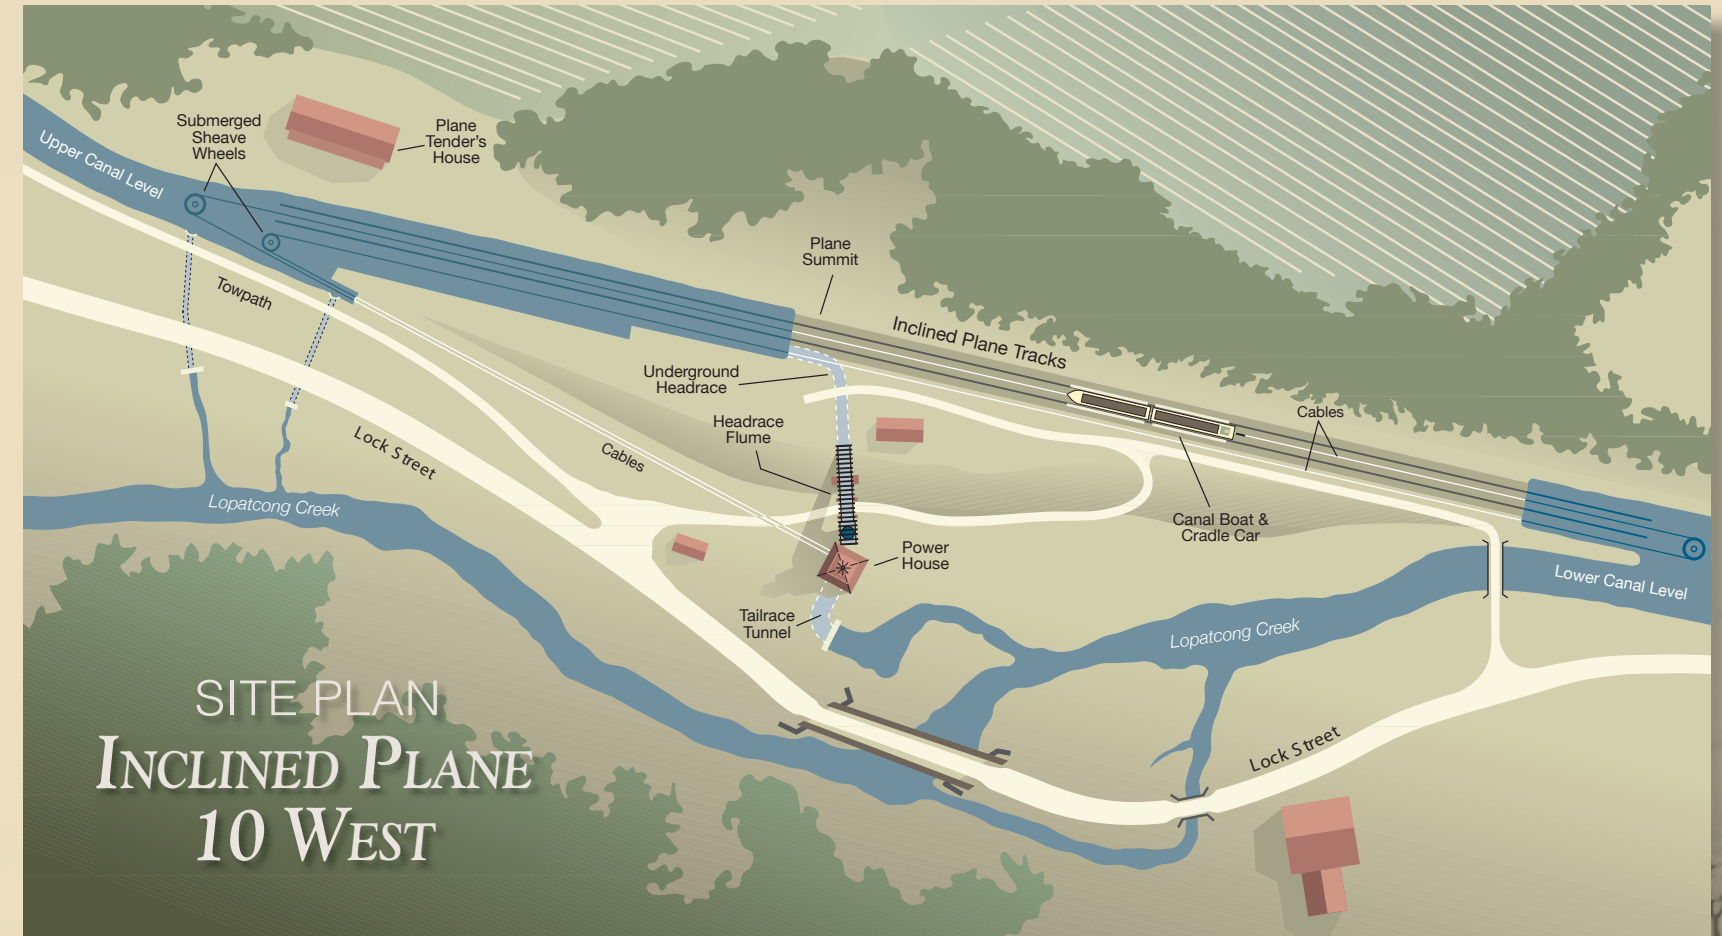 Submerged
Sheave
Wheels
Plane
Tender's
House
Upper Canal Level
Plane
Summit
Towpath
Inclined Plane Tracks
Underground
Headrace
Headrace
Flume
Cables
Cables
Lock Street
Lopatcong Creek
Canal Boat &
Cradle Car
Power
House
Lower Canal Level
Tailrace
Tunnel
Lopatcong Creek
Lock Street
SITE PLAN
INCLINED PLANE
10 WEST